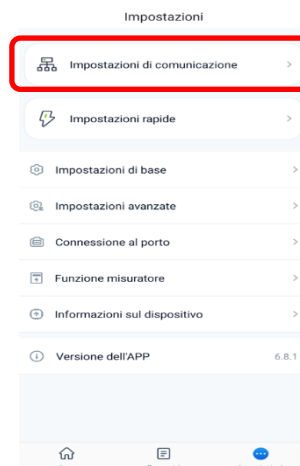 Impostazioni
Impostazioni di comunicazione
Impostazioni rapide
Impostazioni di base
Impostazioni avanzate
Connessione al porto
Funzione misuratore
Informazioni sul dispositivo
Versione dell'APP 6.8.1